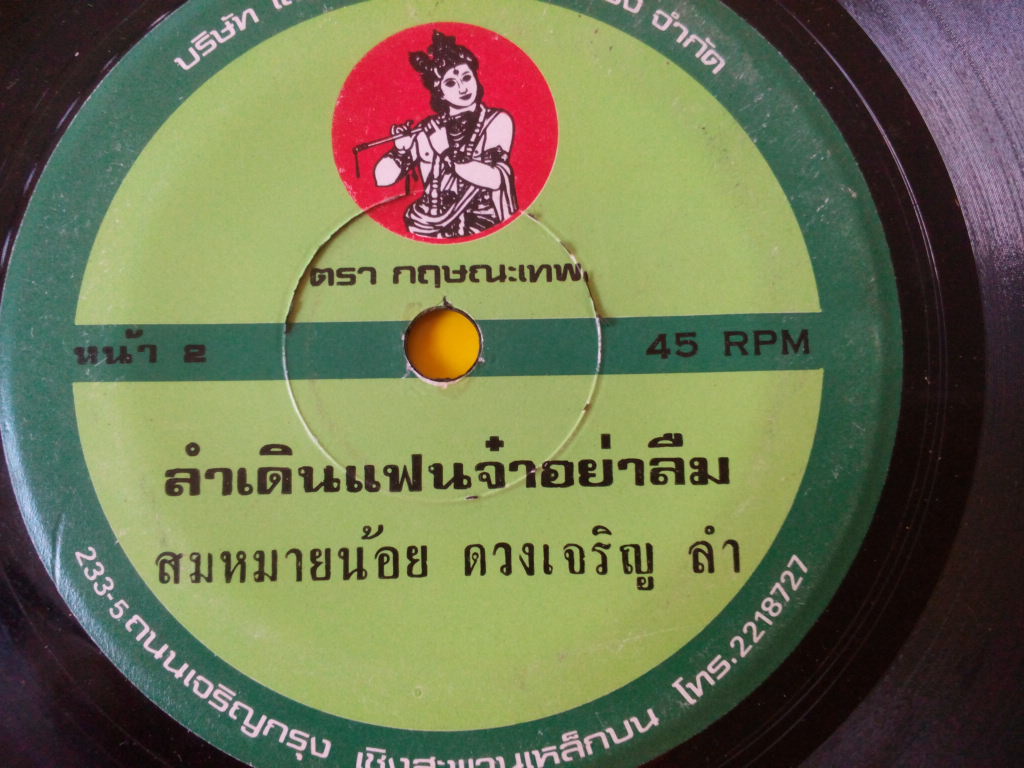 บริษัท
จำกัด
ตรา กฤษณะเทพ
หน้า 2
45 RPM
ลำเดินแฟนจ๋าอย่าลืม
สมหมายน้อย ดวงเจริญ ลำ
233-5 ถนนเจริญกรุง เชิงสะพานเหล็กบน โทร.2218727